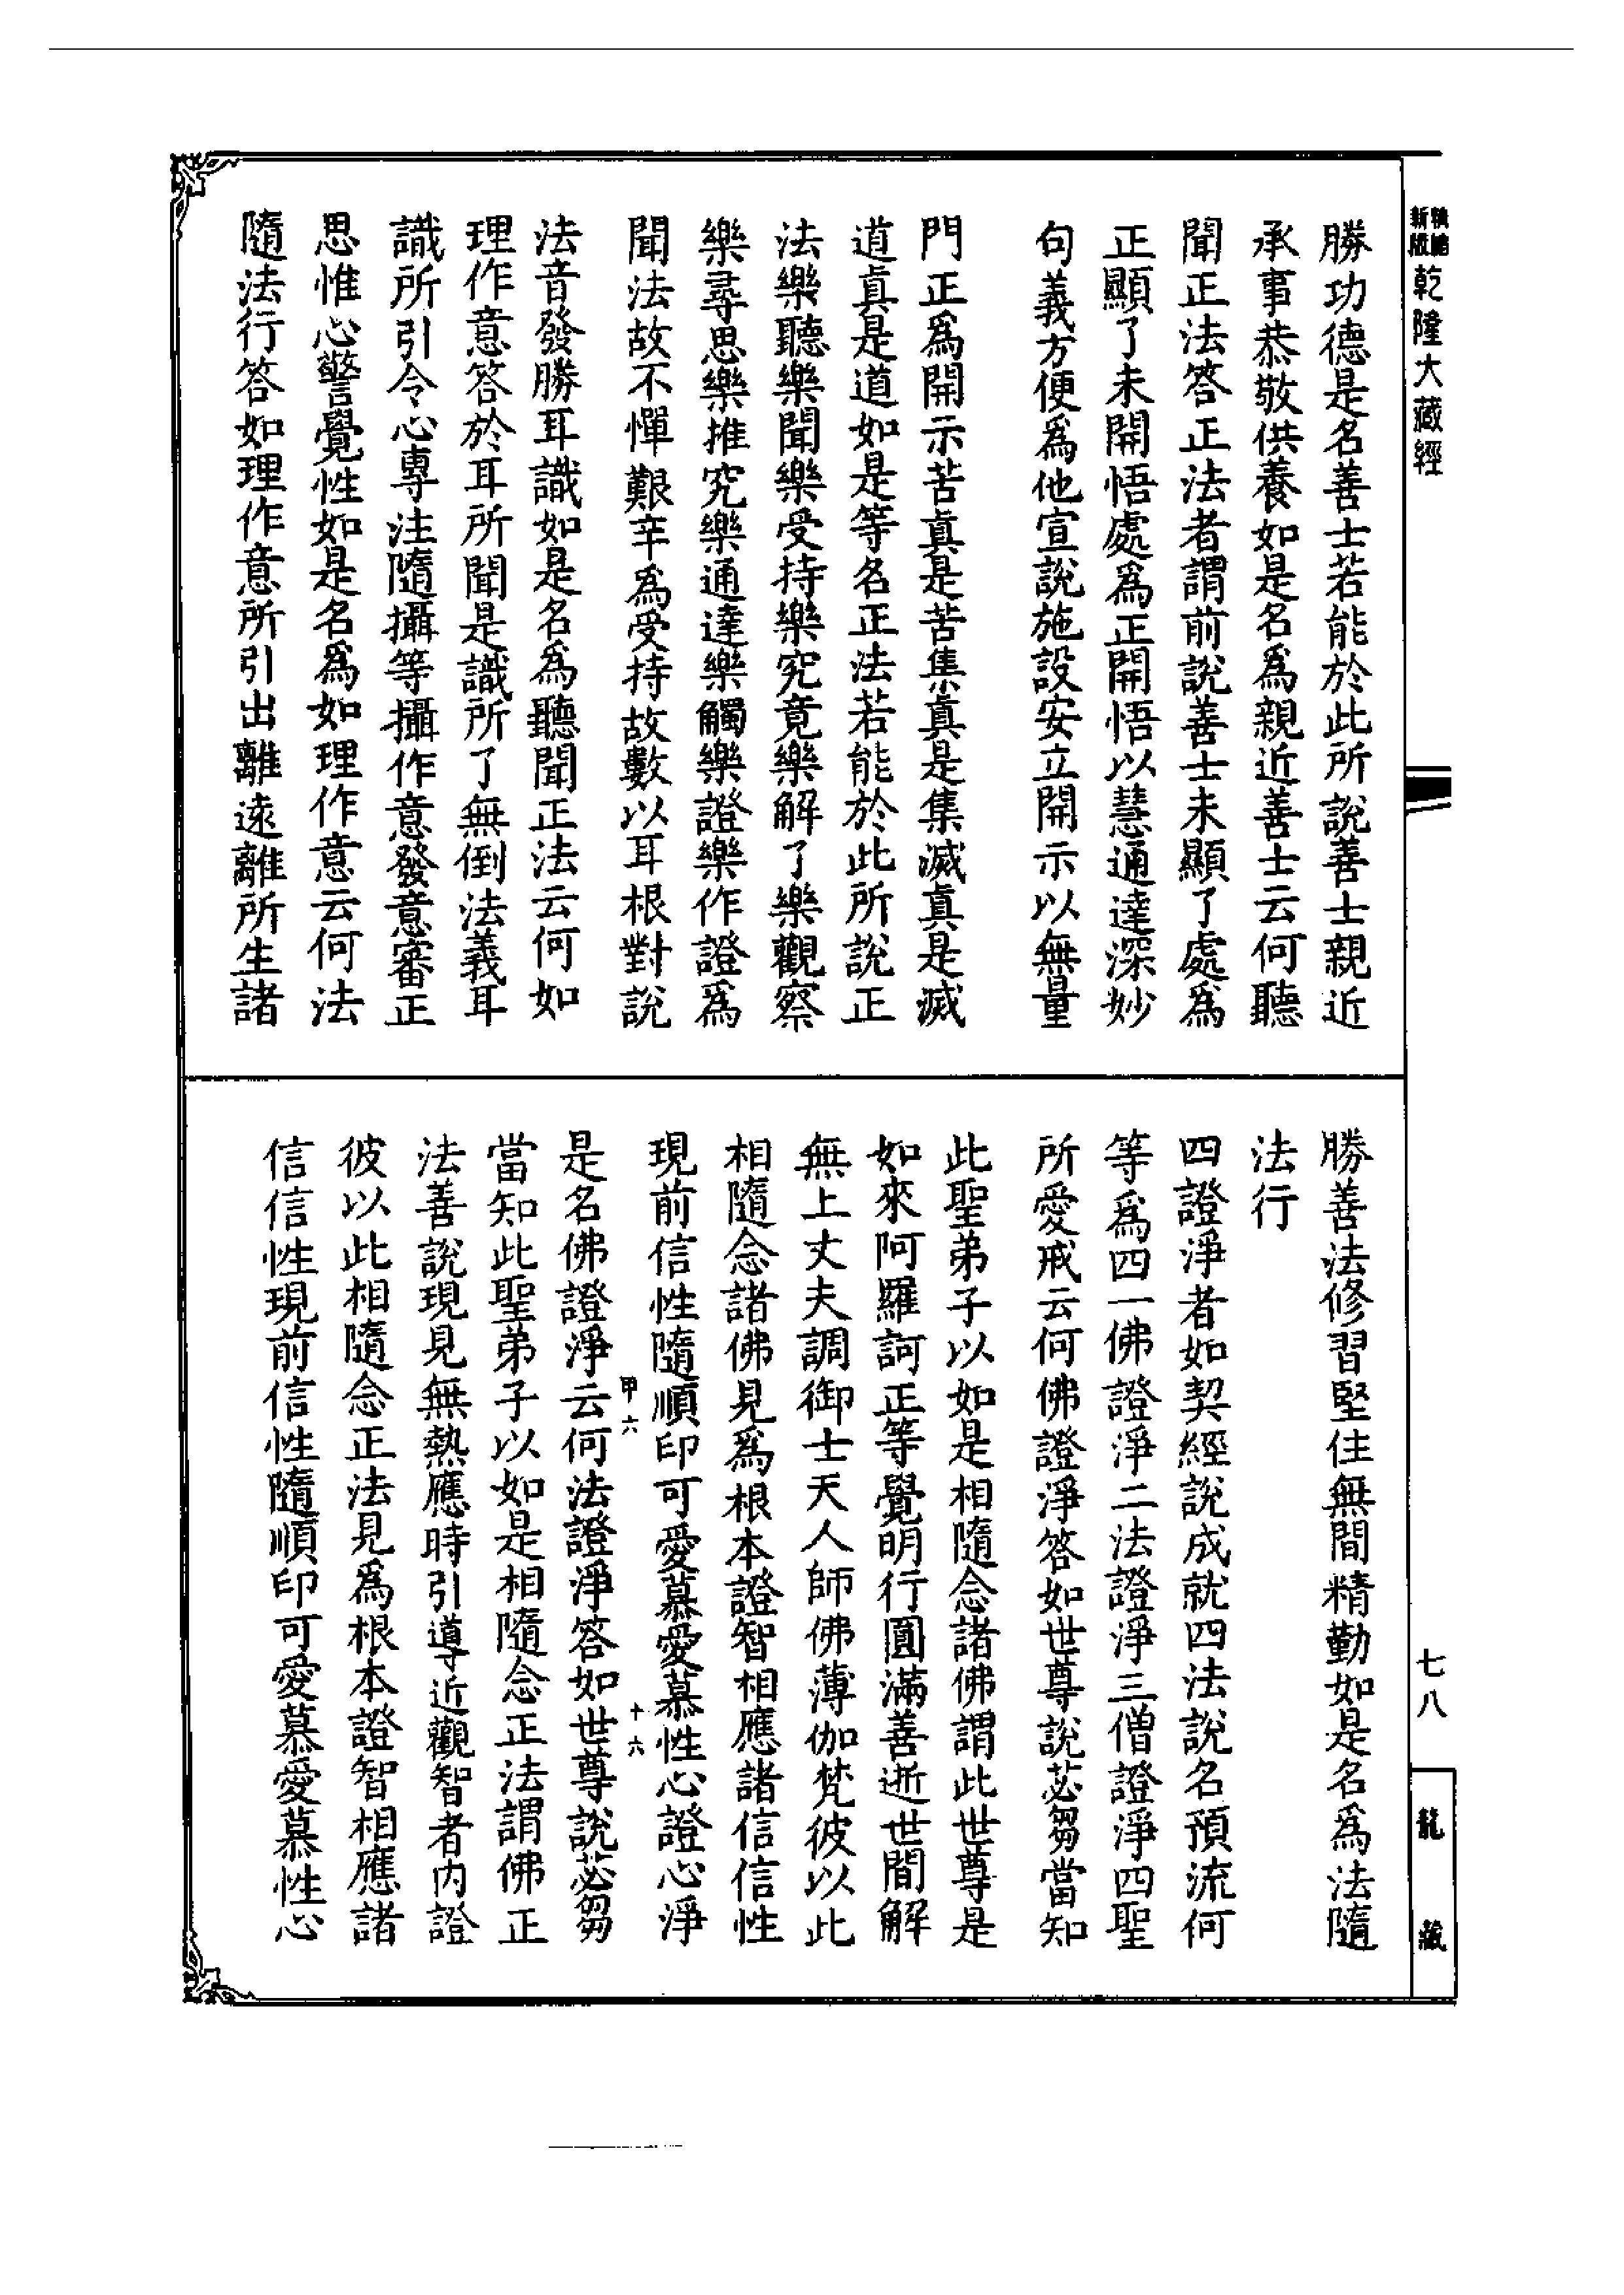 新版
乾隆大藏經
勝功德是名善士若能於此所說善士親近
承事恭敬供養如是名為親近善士云何聽
聞正法答正法者謂前說善士未顯了處為
正顯了未開悟處為正開悟以慧通達深妙
句義方便為他宣說施設安立開示以無量
門正為開示苦真是苦集真是集滅真是滅
道真是道如是等名正法若能於此所說正
法樂聽樂聞樂受持樂究竟樂解了樂觀察
樂尋思樂推究樂通達樂觸樂證樂作證為
聞法故不憚艱辛為受持故數以耳根對說
法音發勝耳識如是名為聽聞正法云何如
理作意答於耳所聞是識所了無倒法義耳
識所引令心專注隨攝等攝作意發意審正
思惟心警覺性如是名為如理作意云何法
隨法行答如理作意所引出離遠離所生諸
勝善法修習堅住無間精勤如是名為法隨
法行
四證淨者如契經說成就四法說名預流何
等為四一佛證淨二法證淨三僧證淨四聖
所愛戒云何佛證淨答如世尊說苾芻當知
此聖弟子以如是相隨念諸佛謂此世尊是
如來阿羅訶正等覺明行圓滿善逝世間解
無上丈夫調御士天人師佛薄伽梵彼以此
相隨念諸佛見為根本證智相應諸信信性
現前信性隨順印可愛慕愛慕性心證心淨
甲六
十六
是名佛證淨云何法證淨答如世尊說苾芻
當知此聖弟子以如是相隨念正法謂佛正
法善說現見無熱應時引導近觀智者內證
彼以此相隨念正法見為根本證智相應諸
信信性現前信性隨順印可愛慕愛慕性心
七八
龍藏